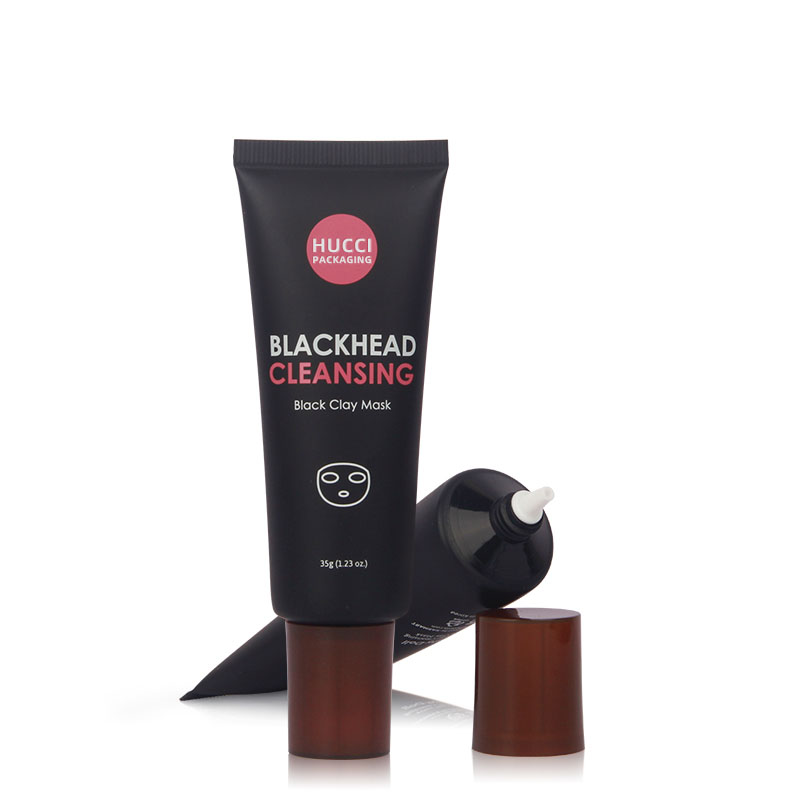 HUCCI
PACKAGING
BLACKHEAD
CLEANSING
Black Clay Mask
35g (1.23 oz.)